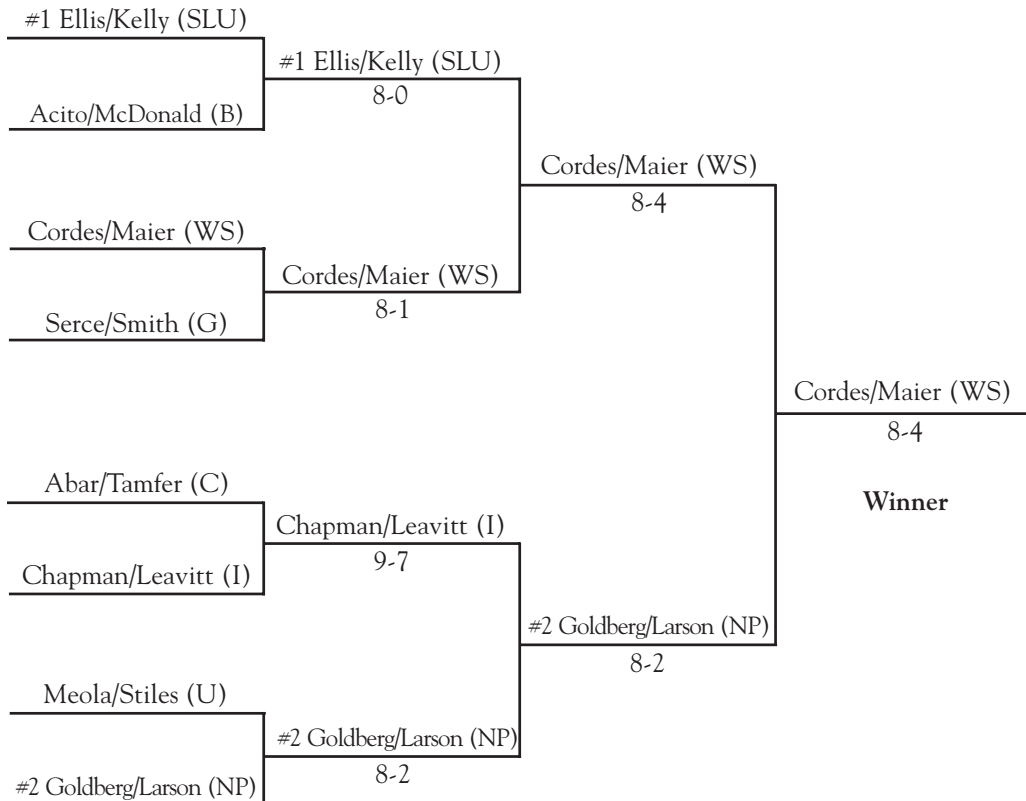 #1 Ellis/Kelly (SLU)
#1 Ellis/Kelly (SLU)
8-0
Acito/McDonald (B)
Cordes/Maier (WS)
8-4
Cordes/Maier (WS)
Cordes/Maier (WS)
8-1
Serce/Smith (G)
Cordes/Maier (WS)
8-4
Winner
Abar/Tamfer (C)
Chapman/Leavitt (I)
9-7
Chapman/Leavitt (I)
#2 Goldberg/Larson (NP)
8-2
Meola/Stiles (U)
#2 Goldberg/Larson (NP)
8-2
#2 Goldberg/Larson (NP)